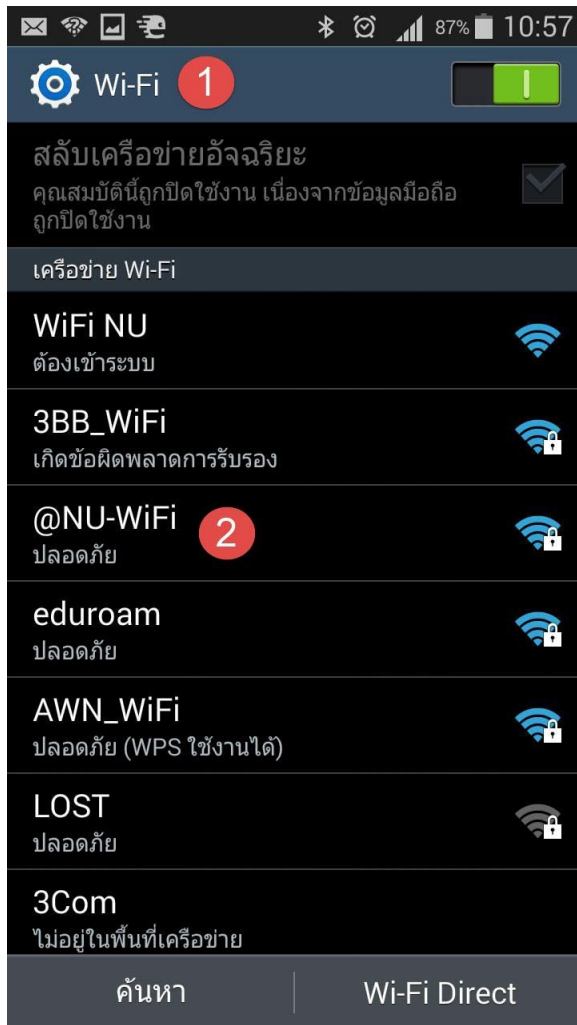 87% 10:57
Wi-Fi 1
สลับเครือข่ายอัจฉริยะ
คุณสมบัตินี้ถูกปิดใช้งาน เนื่องจากข้อมูลมือถือ
ถูกปิดใช้งาน
เครือข่าย Wi-Fi
WiFi NU
ต้องเข้าระบบ
3BB_WiFi
เกิดข้อผิดพลาดการรับรอง
@NU-WiFi 2
ปลอดภัย
eduroam
ปลอดภัย
AWN_WiFi
ปลอดภัย (WPS ใช้งานได้)
LOST
ปลอดภัย
3Com
ไม่อยู่ในพื้นที่เครือข่าย
ค้นหา Wi-Fi Direct